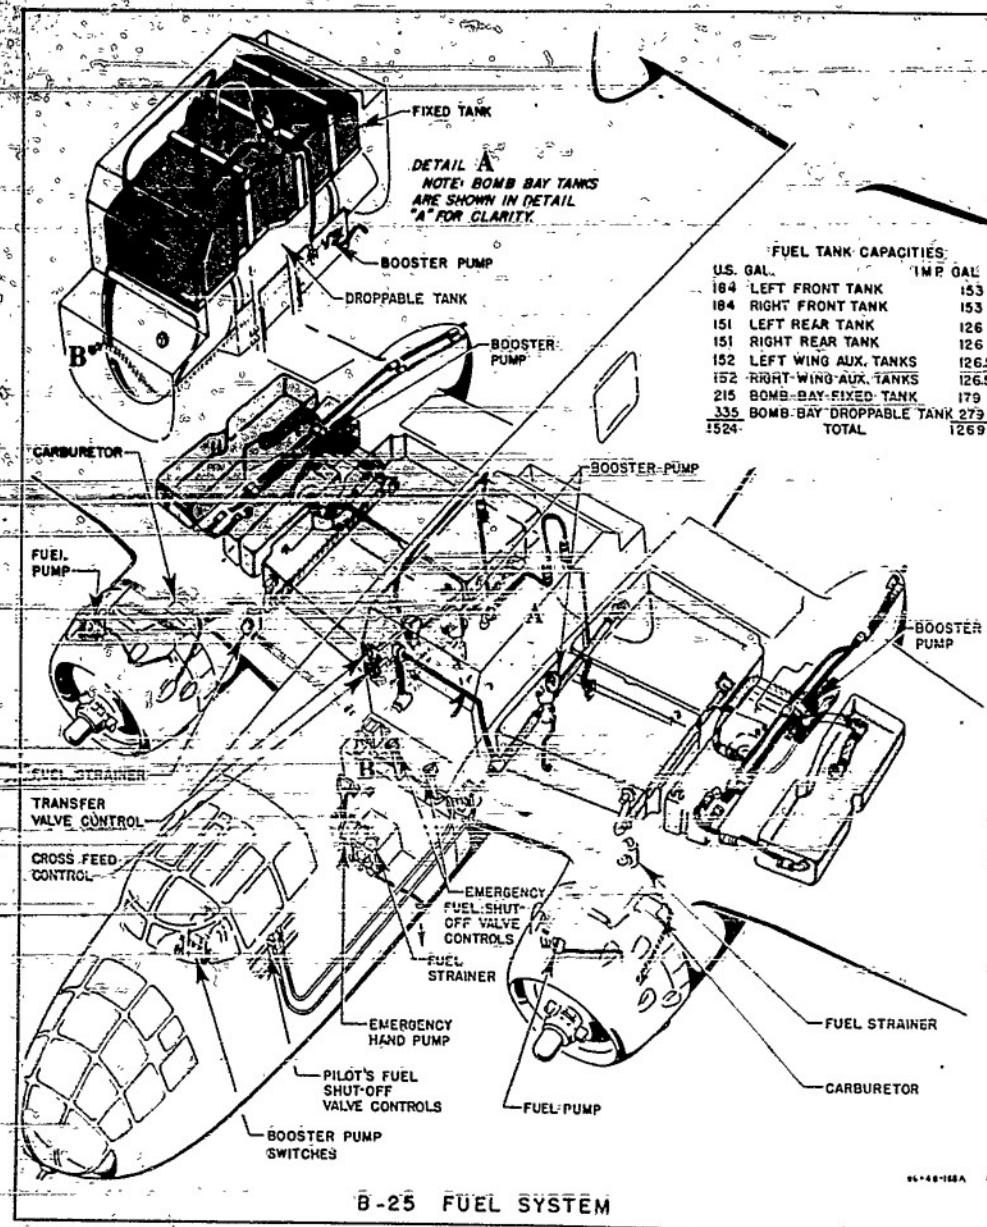 FIXED TANK
DETAIL A
NOTE: BOMB BAY TANKS
ARE SHOWN IN DETAIL
"A" FOR CLARITY.
BOOSTER PUMP
DROPPABLE TANK
B
FUEL TANK CAPACITIES
U.S. GAL. IMP. GAL
184 LEFT FRONT TANK 153
184 RIGHT FRONT TANK 153
151 LEFT REAR TANK 126
151 RIGHT REAR TANK 126
152 LEFT WING AUX. TANKS 126.5
152 RIGHT WING AUX. TANKS 126.5
215 BOMB-BAY-FIXED TANK 179
335 BOMB-BAY DROPPABLE TANK 279
1524 TOTAL 1269
BOOSTER
PUMP
CARBURETOR
BOOSTER-PUMP
FUEL
PUMP
A
BOOSTER
PUMP
FUEL STRAINER
B
TRANSFER
VALVE CONTROL
CROSS FEED
CONTROL
EMERGENCY
FUEL SHUT-
OFF VALVE
CONTROLS
FUEL
STRAINER
EMERGENCY
HAND PUMP
FUEL STRAINER
PILOT'S FUEL
SHUT-OFF
VALVE CONTROLS
CARBURETOR
FUEL PUMP
BOOSTER PUMP
SWITCHES
B-25 FUEL SYSTEM